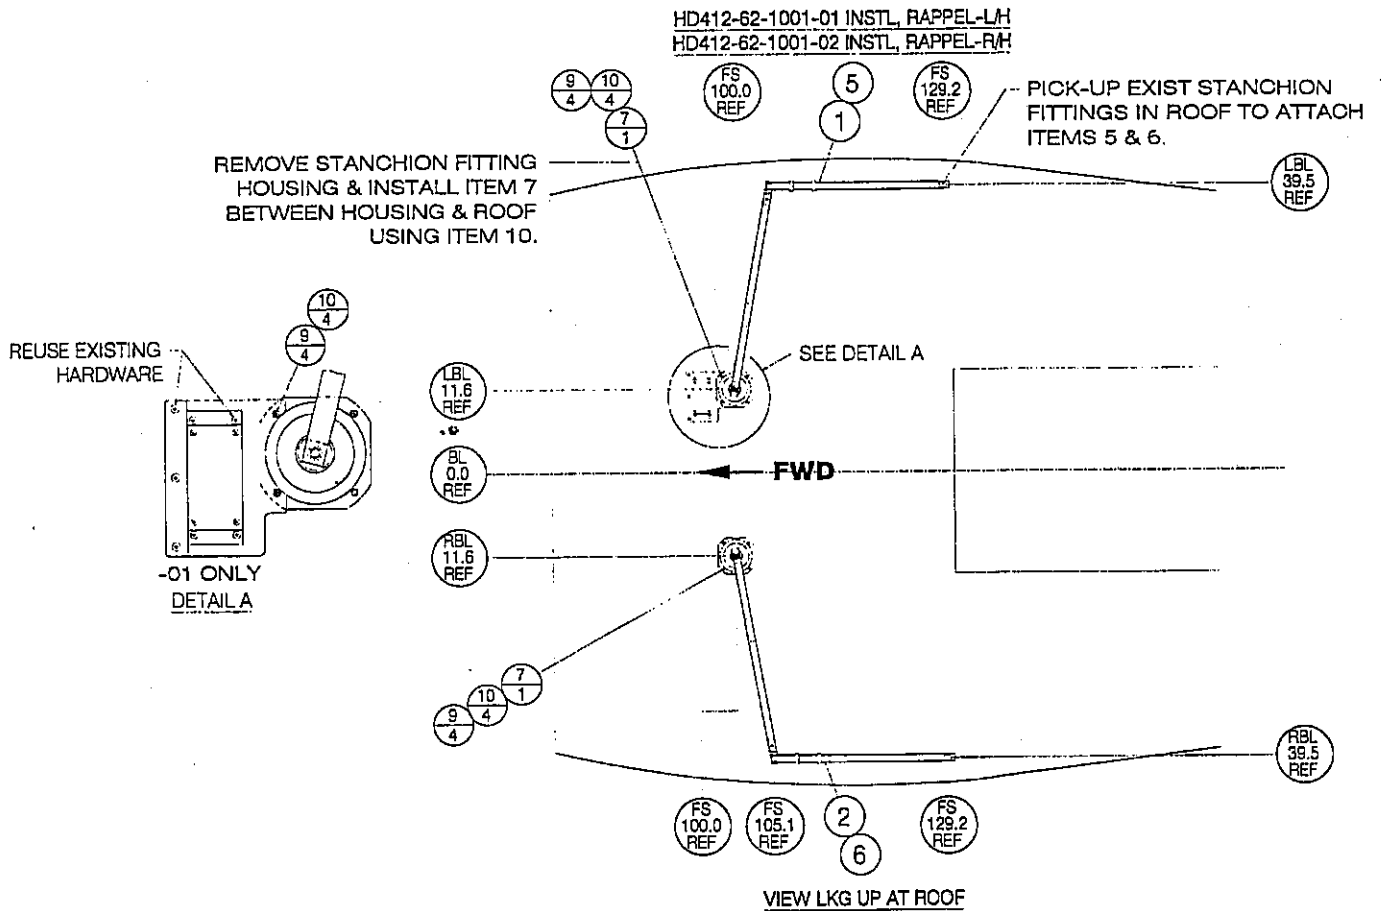 HD412-62-1001-01 INSTL, RAPPEL-L/H
HD412-62-1001-02 INSTL, RAPPEL-R/H
9
4
10
4
7
1
FS
100.0
REF
5
1
FS
129.2
REF
PICK-UP EXIST STANCHION
FITTINGS IN ROOF TO ATTACH
ITEMS 5 & 6.
REMOVE STANCHION FITTING
HOUSING & INSTALL ITEM 7
BETWEEN HOUSING & ROOF
USING ITEM 10.
LBL
39.5
REF
10
4
9
4
REUSE EXISTING
HARDWARE
SEE DETAIL A
LBL
11.6
REF
BL
0.0
REF
FWD
RBL
11.6
REF
-01 ONLY
DETAIL A
7
1
10
4
9
4
RBL
39.5
REF
FS
100.0
REF
FS
105.1
REF
2
6
FS
129.2
REF
VIEW LKG UP AT ROOF